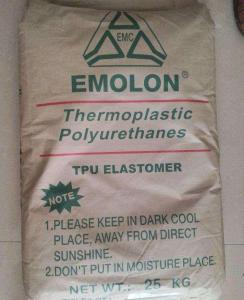 EMC
EMOLON®
Thermoplastic
Polyurethanes
TPU ELASTOMER
NOTE
1.PLEASE KEEP IN DARK COOL
PLACE, AWAY FROM DIRECT
SUNSHINE.
2.DON'T PUT IN MOISTURE PLACE.
NET WT.: 25 KG